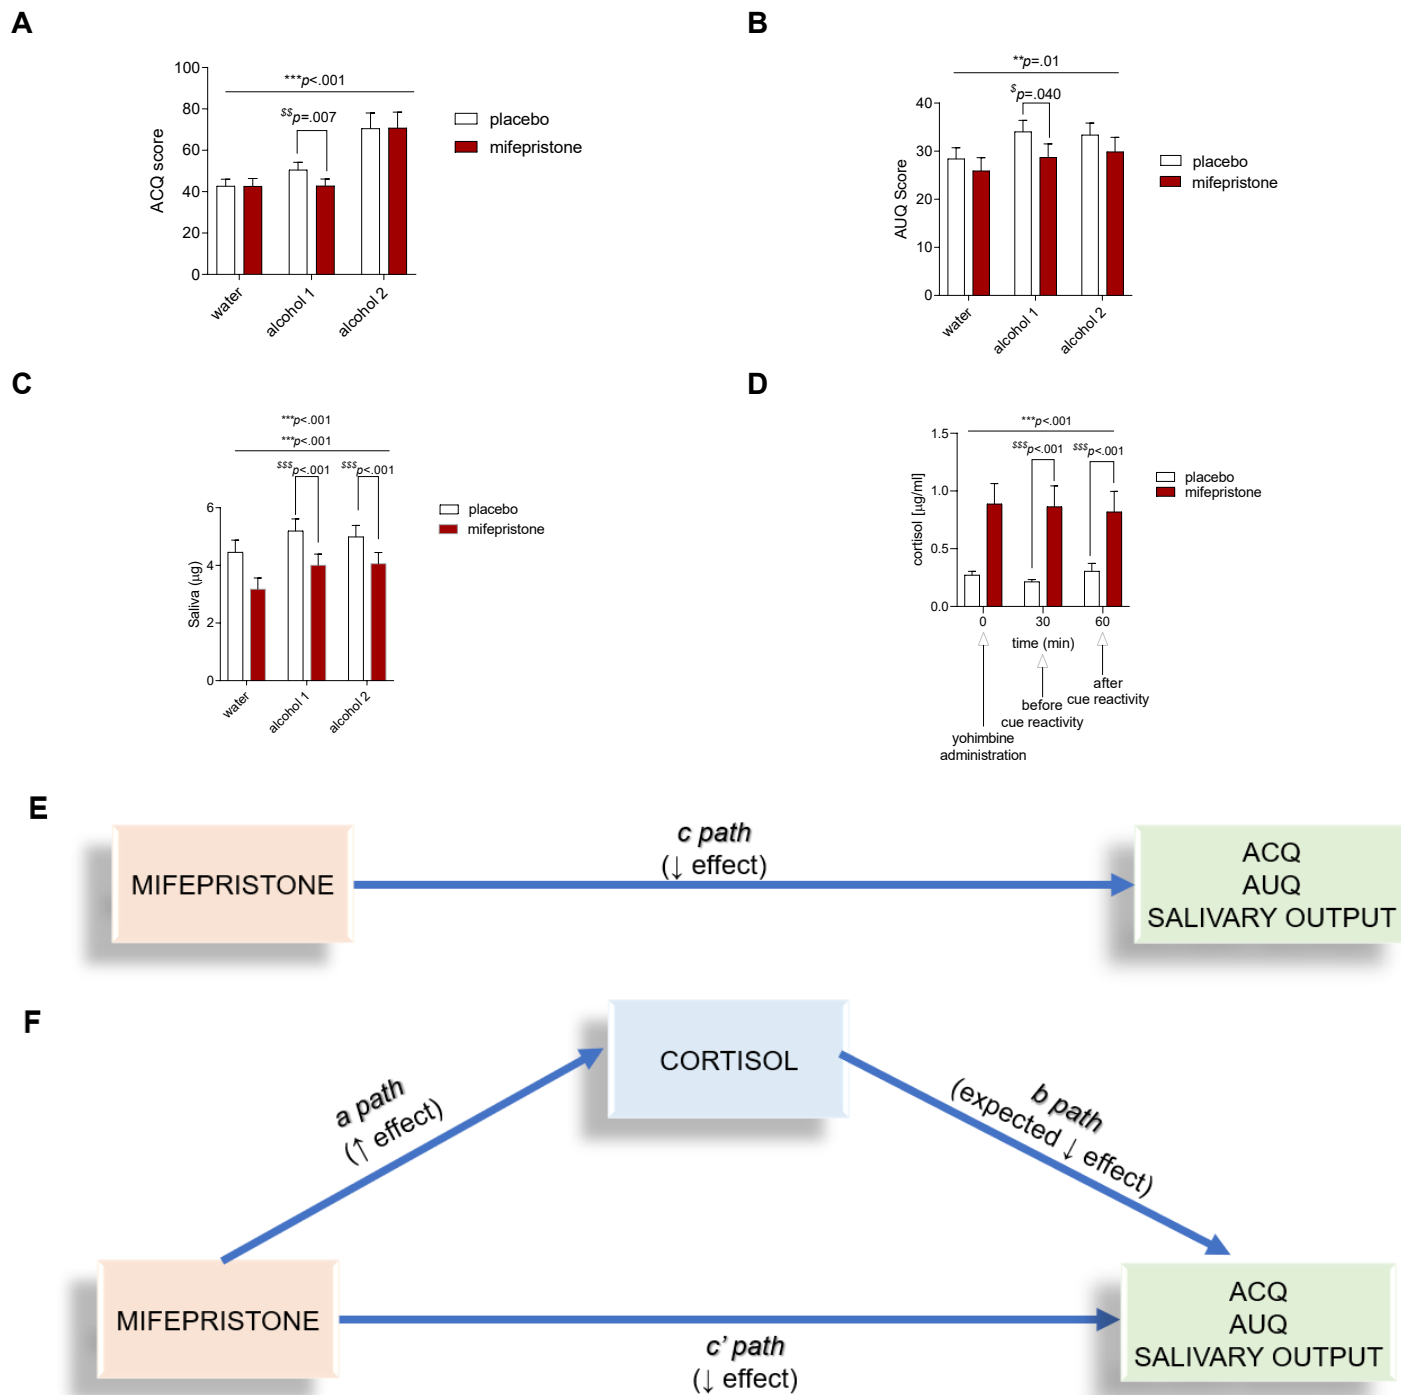 A
***p<.001
$$p=.007
100
80
60
40
20
0
ACQ score
water
alcohol 1
alcohol 2
placebo
mifepristone
B
**p=.01
$p=.040
40
30
20
10
0
AUQ Score
water
alcohol 1
alcohol 2
placebo
mifepristone
C
***p<.001
***p<.001
$$$p<.001
$$$p<.001
6
4
2
0
Saliva (µg)
water
alcohol 1
alcohol 2
placebo
mifepristone
D
***p<.001
$$$p<.001
$$$p<.001
1.5
1.0
0.5
0.0
cortisol [µg/ml]
0
30
60
time (min)
placebo
mifepristone
yohimbine
administration
before
cue reactivity
after
cue reactivity
E
MIFEPRISTONE
c path
(↓ effect)
ACQ
AUQ
SALIVARY OUTPUT
F
CORTISOL
a path
(↑ effect)
b path
(expected ↓ effect)
MIFEPRISTONE
c' path
(↓ effect)
ACQ
AUQ
SALIVARY OUTPUT